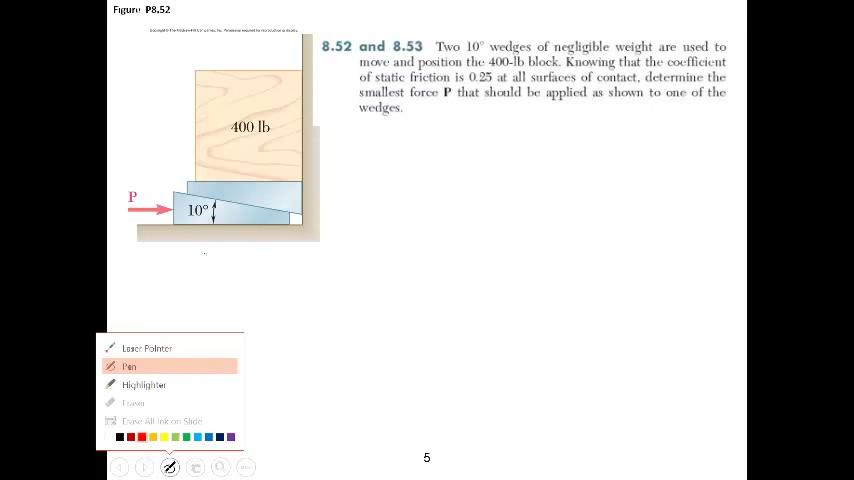 Figure P8.52
8.52 and 8.53 Two 10° wedges of negligible weight are used to
move and position the 400-lb block. Knowing that the coefficient
of static friction is 0.25 at all surfaces of contact, determine the
smallest force P that should be applied as shown to one of the
wedges.
400 lb
P
10°
Laser Pointer
Pen
Highlighter
Eraser
Erase All Ink on Slide
5